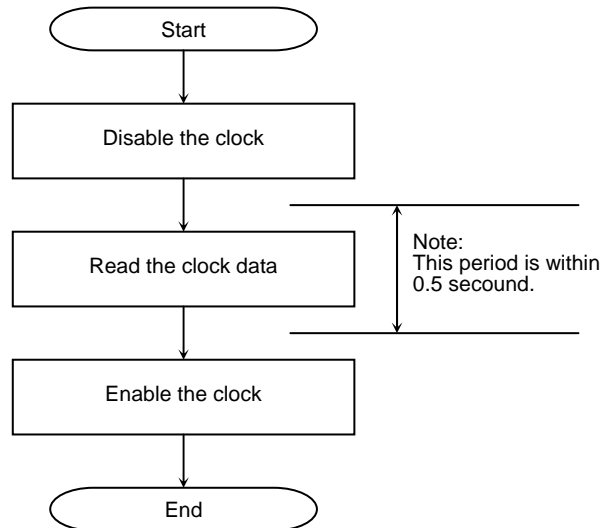 Start
Disable the clock
Read the clock data
Note:
This period is within
0.5 secound.
Enable the clock
End